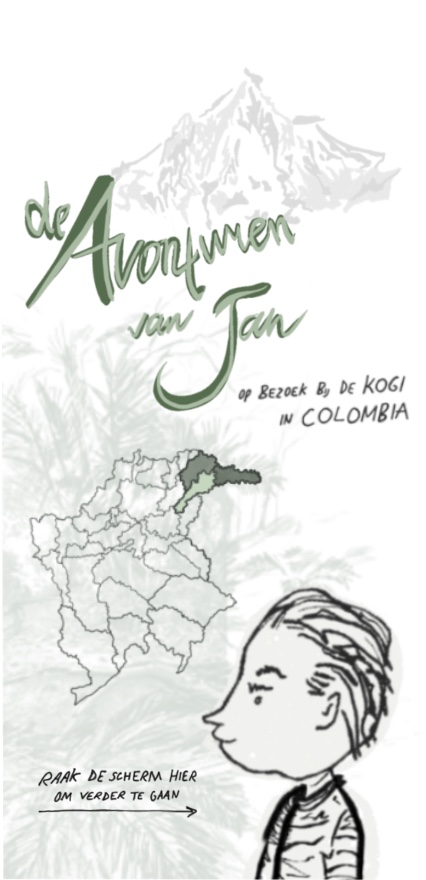 de
Avonturen
van Jan
op BEZOEK Bij DE KOGI
iN COLOMBIA
RAAK DE SCHERM HIER
OM VERDER TE GAAN